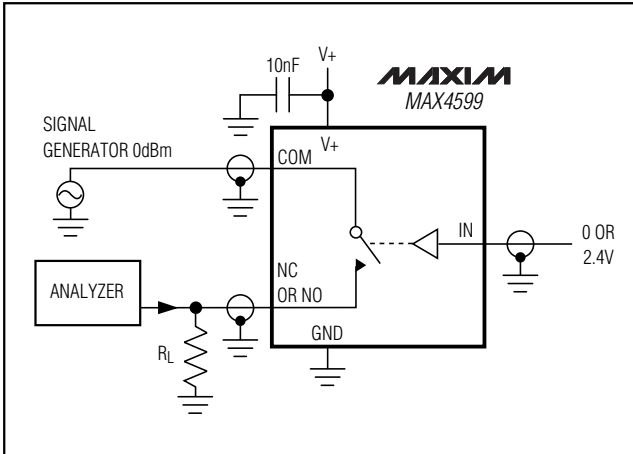 10nF
V+
MAXIM
MAX4599
SIGNAL
GENERATOR 0dBm
V+
COM
IN
0 OR
2.4V
ANALYZER
NC
OR NO
GND
RL